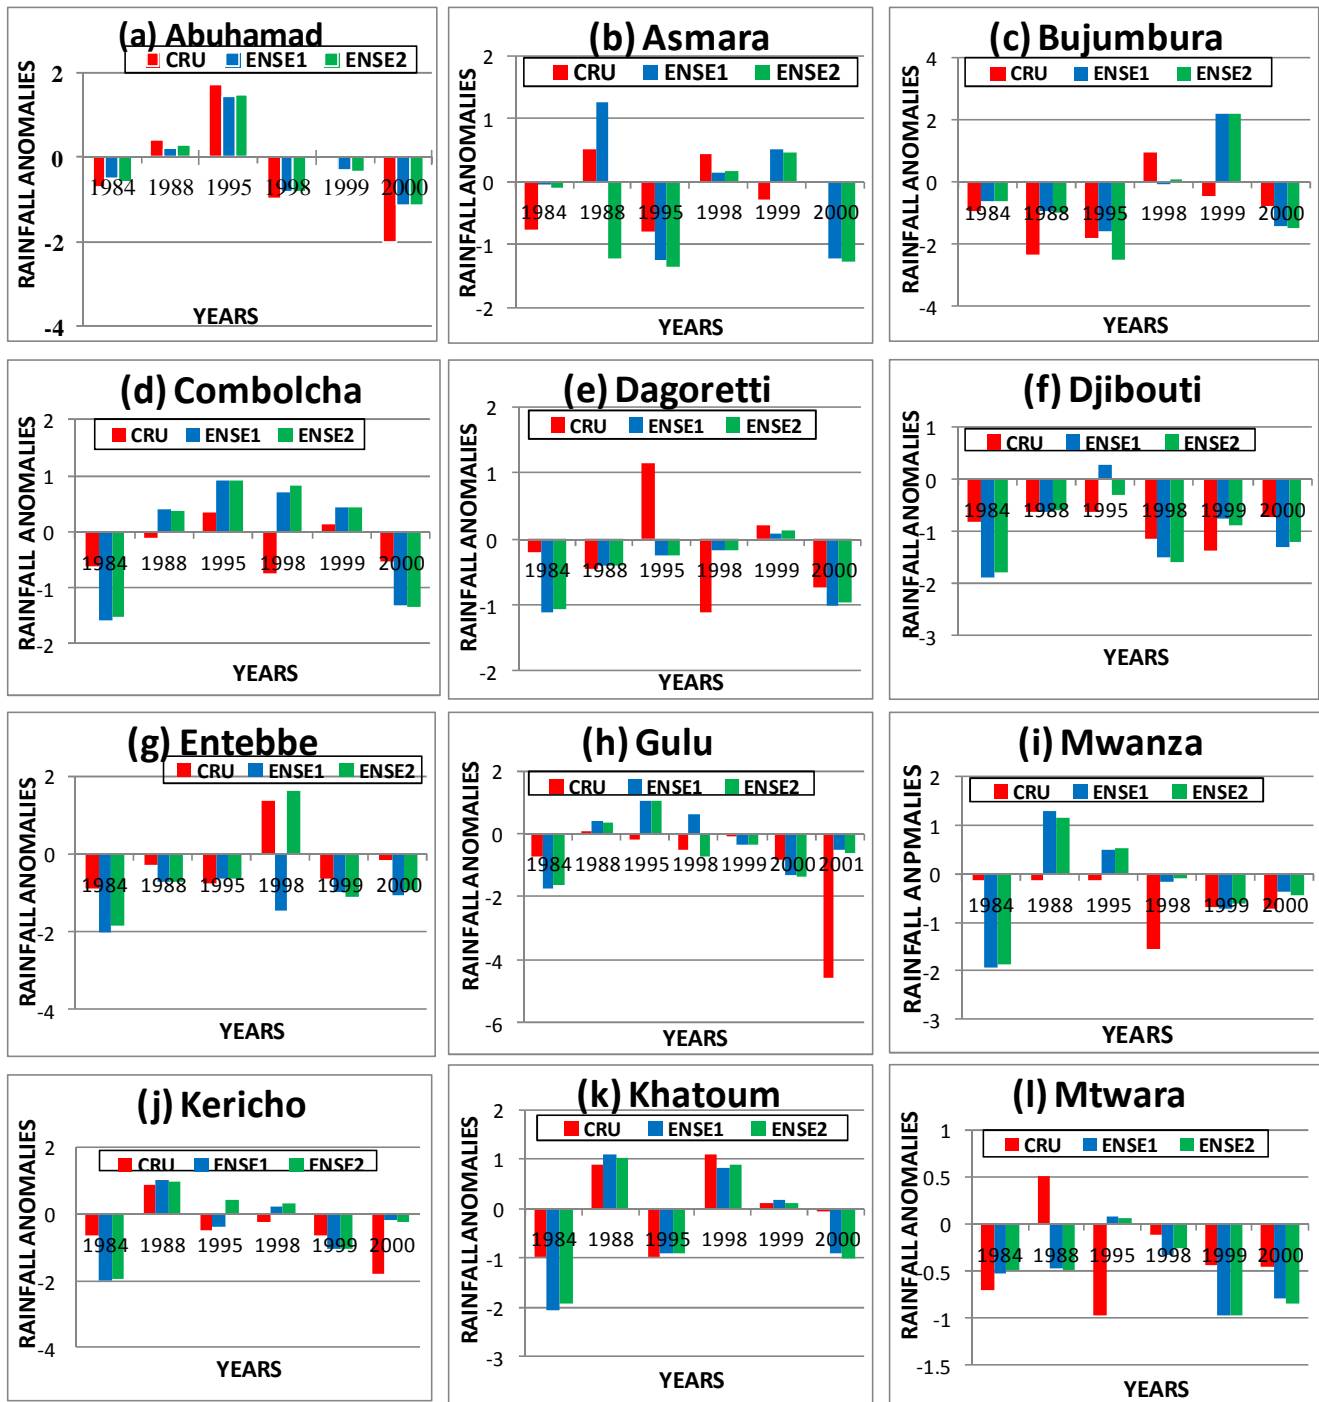 (a) Abuhamad
CRU ENSE1 ENSE2
RAINFALL ANOMALIES
2
0
-2
-4
1984 1988 1995 1998 1999 2000
YEARS
(b) Asmara
CRU ENSE1 ENSE2
RAINFALL ANOMALIES
2
1
0
-1
-2
1984 1988 1995 1998 1999 2000
YEARS
(c) Bujumbura
CRU ENSE1 ENSE2
RAINFALL ANOMALIES
4
2
0
-2
-4
1984 1988 1995 1998 1999 2000
YEARS
(d) Combolcha
CRU ENSE1 ENSE2
RAINFALL ANOMALIES
2
1
0
-1
-2
1984 1988 1995 1998 1999 2000
YEARS
(e) Dagoretti
CRU ENSE1 ENSE2
RAINFALL ANOMALIES
2
1
0
-1
-2
1984 1988 1995 1998 1999 2000
YEARS
(f) Djibouti
CRU ENSE1 ENSE2
RAINFALL ANOMALIES
1
0
-1
-2
-3
1984 1988 1995 1998 1999 2000
YEARS
(g) Entebbe
CRU ENSE1 ENSE2
RAINFALL ANOMALIES
2
0
-2
-4
1984 1988 1995 1998 1999 2000
YEARS
(h) Gulu
CRU ENSE1 ENSE2
RAINFALL ANOMALIES
2
0
-2
-4
-6
1984 1988 1995 1998 1999 2000 2001
YEARS
(i) Mwanza
CRU ENSE1 ENSE2
RAINFALL ANPMALIES
2
1
0
-1
-2
-3
1984 1988 1995 1998 1999 2000
YEARS
(j) Kericho
CRU ENSE1 ENSE2
RAINFALL ANOMALIES
2
0
-2
-4
1984 1988 1995 1998 1999 2000
YEARS
(k) Khatoum
CRU ENSE1 ENSE2
RAINFALL ANOMALIES
2
1
0
-1
-2
-3
1984 1988 1995 1998 1999 2000
YEARS
(l) Mtwara
CRU ENSE1 ENSE2
RAINFALL ANOMALIES
1
0.5
0
-0.5
-1
-1.5
1984 1988 1995 1998 1999 2000
YEARS